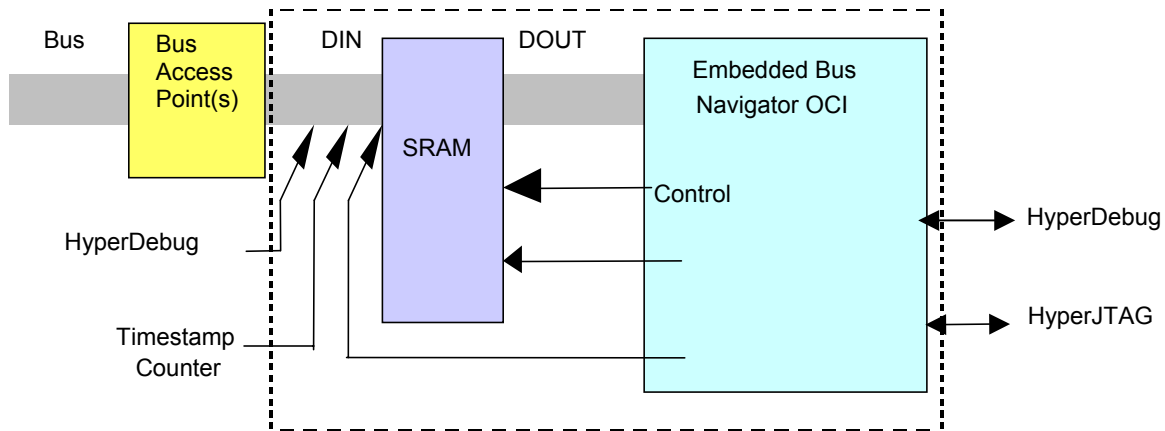 Bus
Bus
Access
Point(s)
DIN
DOUT
Embedded Bus
Navigator OCI
SRAM
Control
HyperDebug
HyperDebug
HyperJTAG
Timestamp
Counter